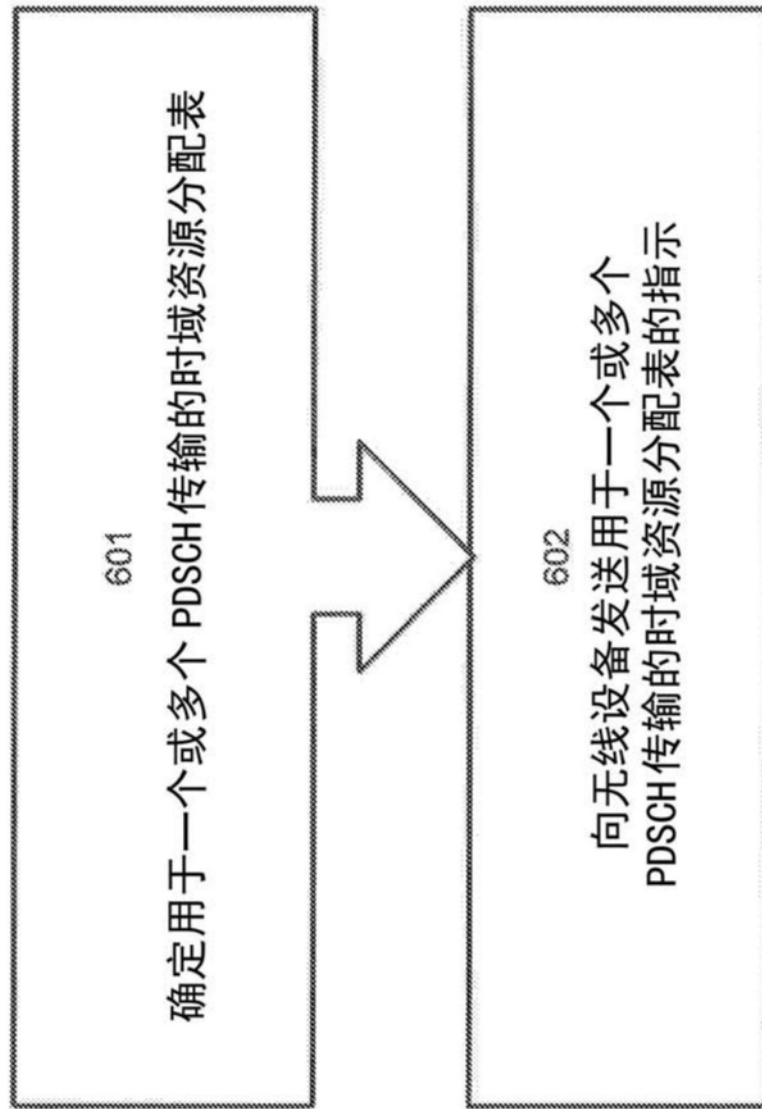 601
确定用于一个或多个 PDSCH 传输的时域资源分配表
602
向无线设备发送用于一个或多个
PDSCH 传输的时域资源分配表的指示